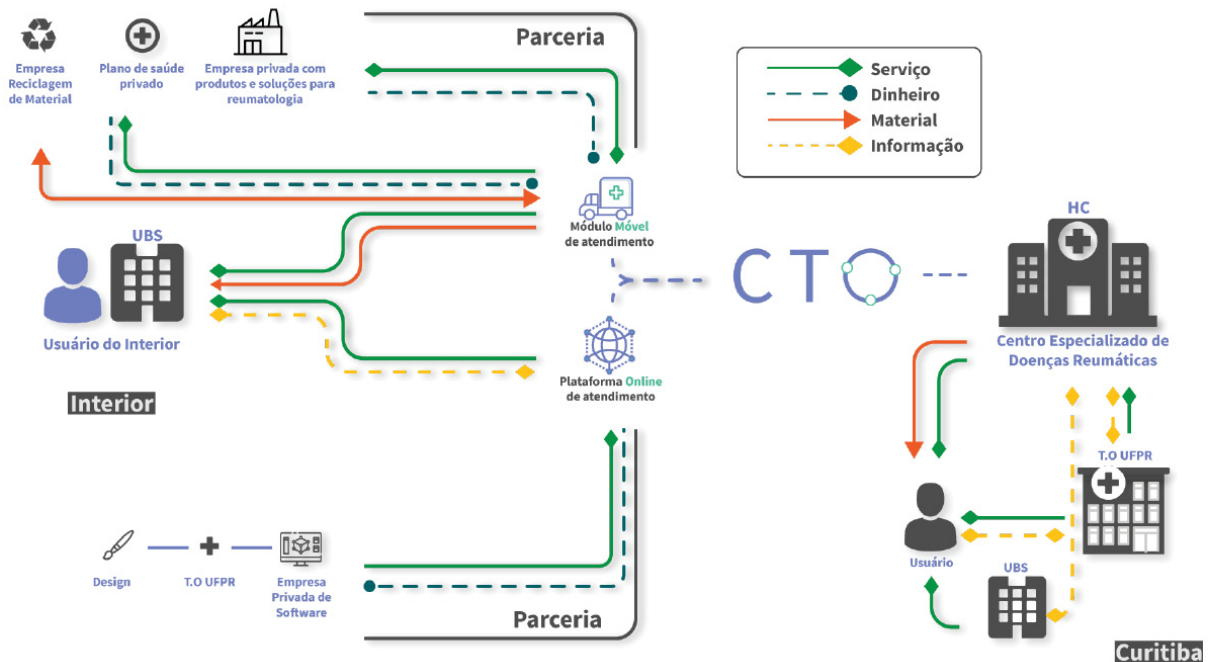 Parceria
Empresa
Reciclagem
de Material
Plano de saúde
privado
Empresa privada com
produtos e soluções para
reumatologia
Serviço
Dinheiro
Material
Informação
Módulo Móvel
de atendimento
UBS
Usuário do Interior
Interior
CTO
HC
Centro Especializado de
Doenças Reumáticas
Plataforma Online
de atendimento
T.O UFPR
Usuário
UBS
Design
T.O UFPR
Empresa
Privada de
Software
Parceria
Curitiba